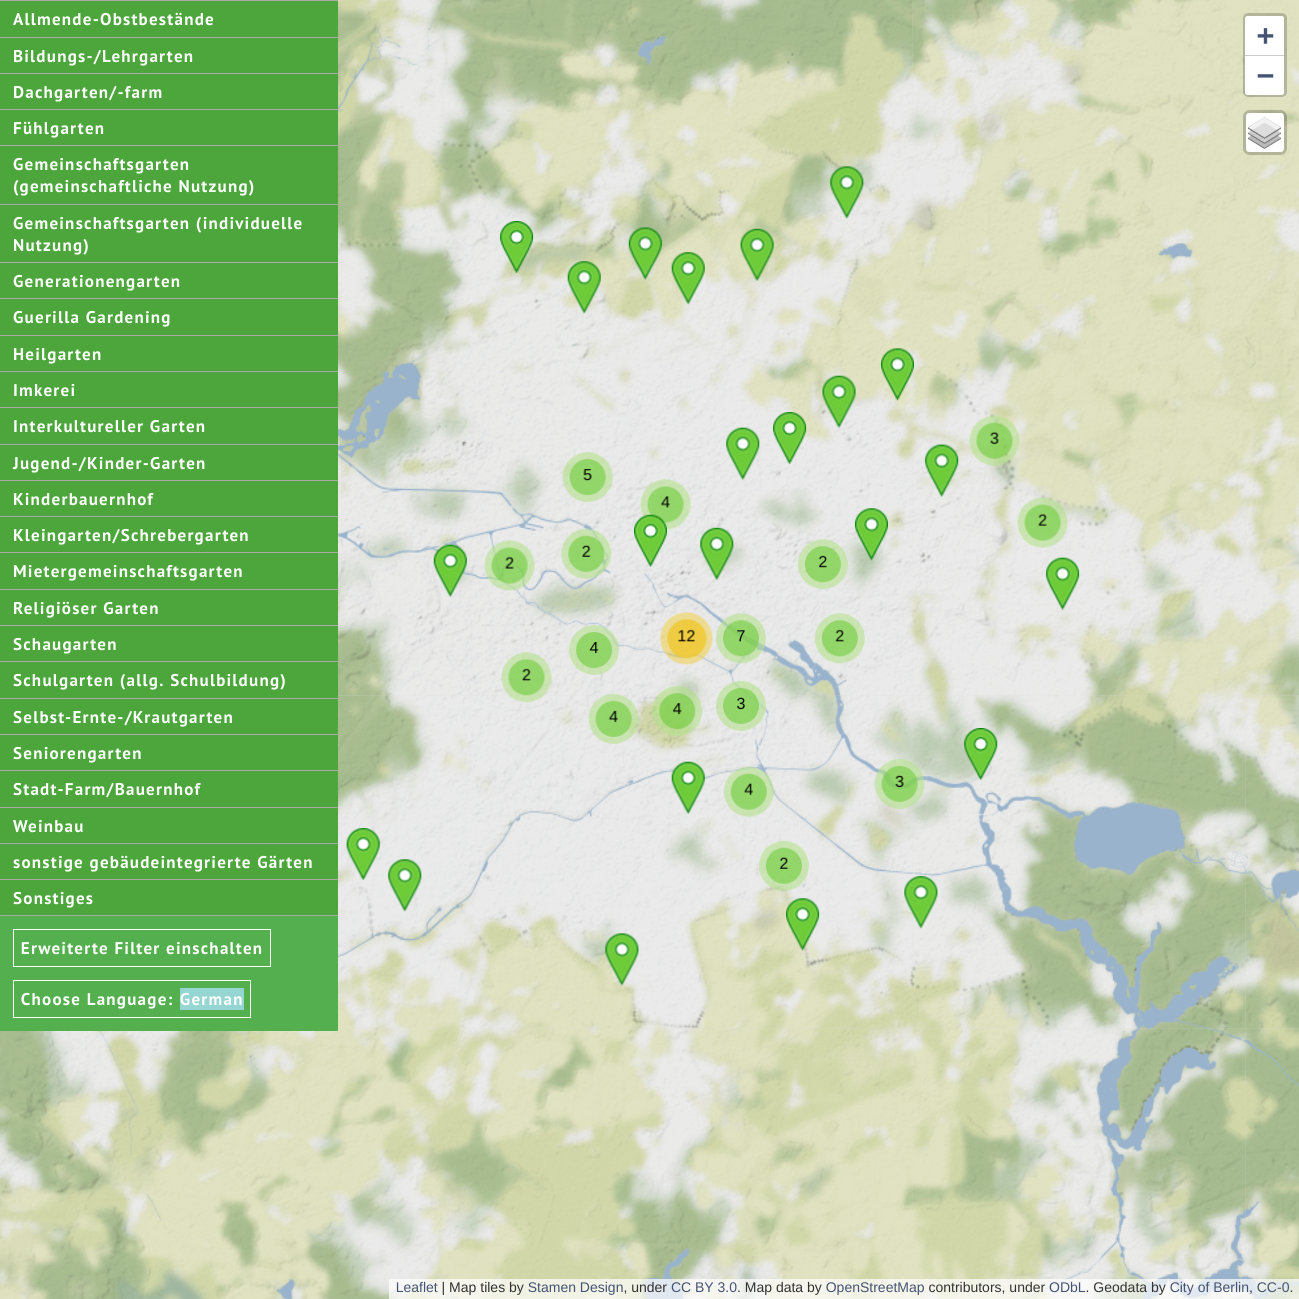 Allmende-Obstbestände
Bildungs-/Lehrgarten
Dachgarten/-farm
Fühlgarten
Gemeinschaftsgarten
(gemeinschaftliche Nutzung)
Gemeinschaftsgarten (individuelle
Nutzung)
Generationengarten
Guerilla Gardening
Heilgarten
Imkerei
Interkultureller Garten
Jugend-/Kinder-Garten
Kinderbauernhof
Kleingarten/Schrebergarten
Mietergemeinschaftsgarten
Religiöser Garten
Schaugarten
Schulgarten (allg. Schulbildung)
Selbst-Ernte-/Krautgarten
Seniorengarten
Stadt-Farm/Bauernhof
Weinbau
sonstige gebäudeintegrierte Gärten
Sonstiges
Erweiterte Filter einschalten
Choose Language: German
+
−
3
5
4
2
2
2
2
12
7
2
4
2
3
4
4
3
4
2
Leaflet | Map tiles by Stamen Design, under CC BY 3.0. Map data by OpenStreetMap contributors, under ODbL. Geodata by City of Berlin, CC-0.